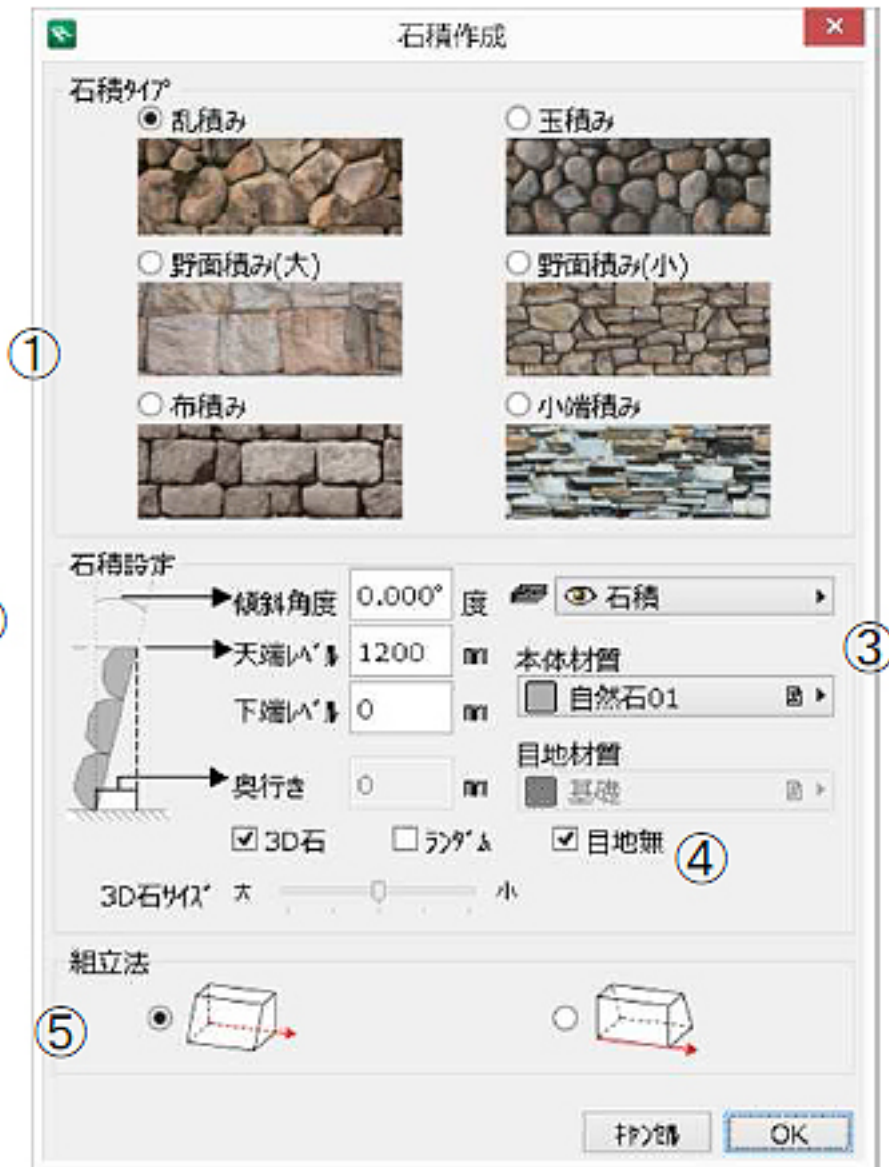 石積作成
石積ﾀｲﾌﾟ
乱積み 玉積み
野面積み(大) 野面積み(小)
①
布積み 小端積み
石積設定
傾斜角度 0.000° 度 石積
③
天端ﾚﾍﾞﾙ 1200 mm 本体材質
下端ﾚﾍﾞﾙ 0 mm 自然石01
目地材質
奥行き 0 mm 基礎
3D石 ﾗﾝﾀﾞﾑ 目地無 ④
3D石ｻｲｽﾞ 大 小
組立法
⑤
ｷｬﾝｾﾙ OK